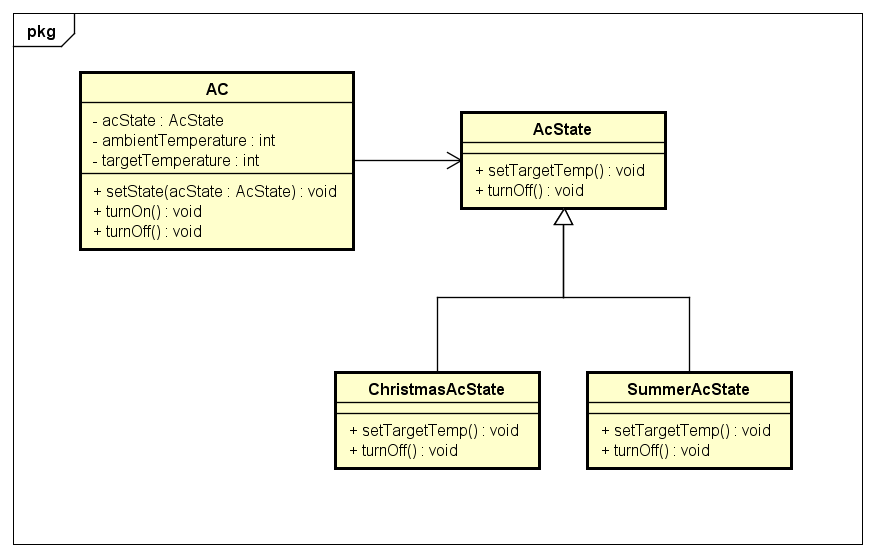 pkg
AC
- acState : AcState
- ambientTemperature : int
- targetTemperature : int
+ setState(acState : AcState) : void
+ turnOn() : void
+ turnOff() : void
AcState
+ setTargetTemp() : void
+ turnOff() : void
ChristmasAcState
+ setTargetTemp() : void
+ turnOff() : void
SummerAcState
+ setTargetTemp() : void
+ turnOff() : void